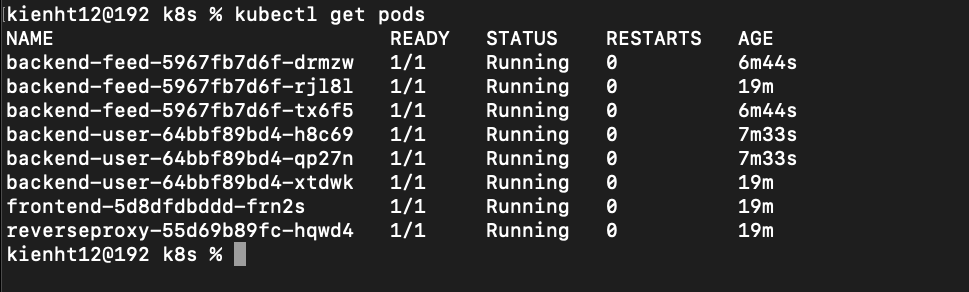 kienht12@192 k8s % kubectl get pods
NAME READY STATUS RESTARTS AGE
backend-feed-5967fb7d6f-drmzw 1/1 Running 0 6m44s
backend-feed-5967fb7d6f-rjl8l 1/1 Running 0 19m
backend-feed-5967fb7d6f-tx6f5 1/1 Running 0 6m44s
backend-user-64bbf89bd4-h8c69 1/1 Running 0 7m33s
backend-user-64bbf89bd4-qp27n 1/1 Running 0 7m33s
backend-user-64bbf89bd4-xtdwk 1/1 Running 0 19m
frontend-5d8dfdbddd-frn2s 1/1 Running 0 19m
reverseproxy-55d69b89fc-hqwd4 1/1 Running 0 19m
kienht12@192 k8s %